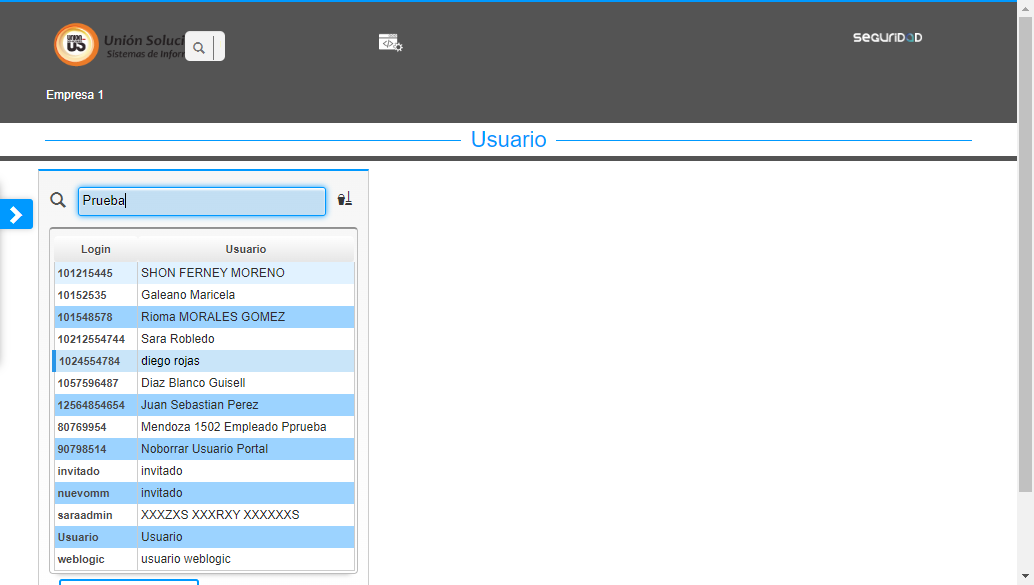 UNION
US
Unión Soluci
Sistemas de Infor
</>
SeGURIDAD
Empresa 1
Usuario
Prueba
Login Usuario
101215445 SHON FERNEY MORENO
10152535 Galeano Maricela
101548578 Rioma MORALES GOMEZ
10212554744 Sara Robledo
1024554784 diego rojas
1057596487 Diaz Blanco Guisell
12564854654 Juan Sebastian Perez
80769954 Mendoza 1502 Empleado Pprueba
90798514 Noborrar Usuario Portal
invitado invitado
nuevomm invitado
saraadmin XXXZXS XXXRXY XXXXXXS
Usuario Usuario
weblogic usuario weblogic